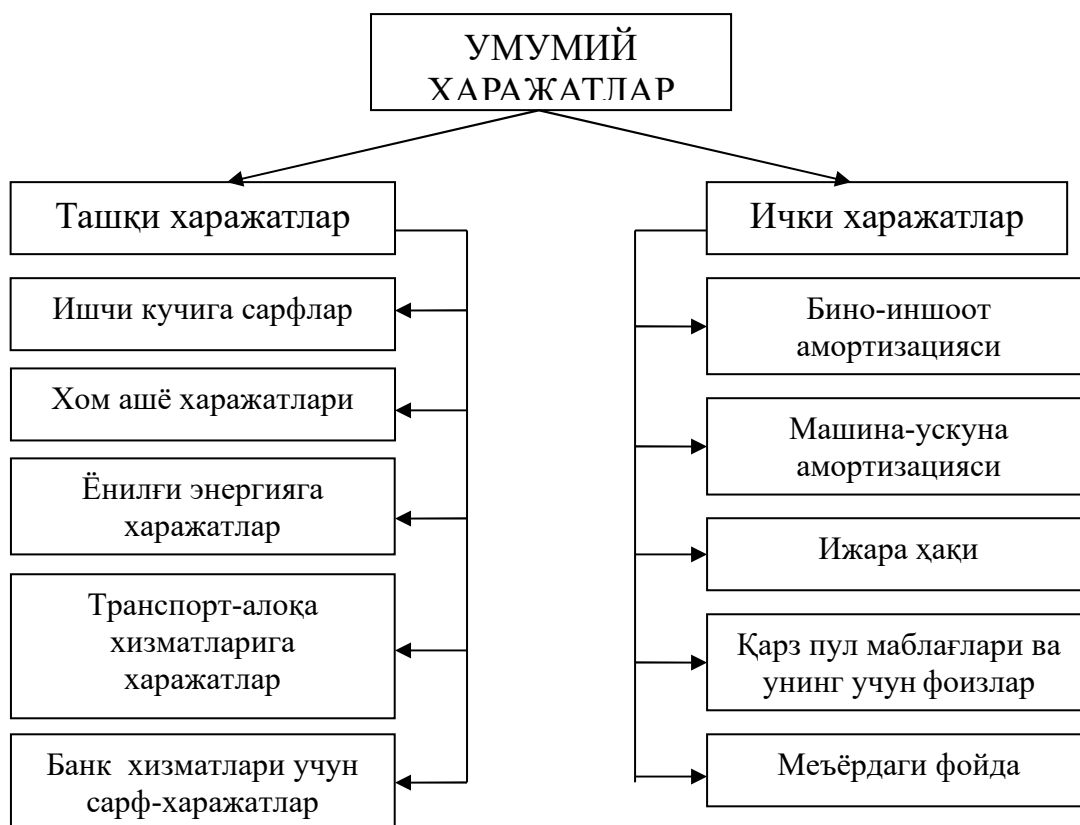 УМУМИЙ
ХАРАЖАТЛАР
Ташқи харажатлар
Ишчи кучига сарфлар
Хом ашё харажатлари
Ёнилғи энергияга
харажатлар
Транспорт-алоқа
хизматларига
харажатлар
Банк хизматлари учун
сарф-харажатлар
Ички харажатлар
Бино-иншоот
амортизацияси
Машина-ускуна
амортизацияси
Ижара ҳақи
Қарз пул маблағлари ва
унинг учун фоизлар
Меъёрдаги фойда